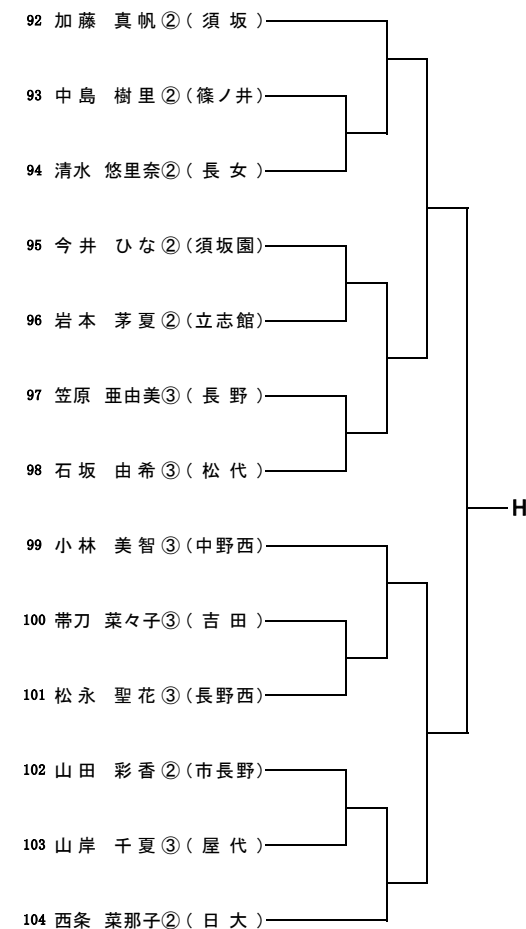 92 加藤 真帆②(須坂)
93 中島 樹里②(篠ノ井)
94 清水 悠里奈②(長女)
95 今井 ひな②(須坂園)
96 岩本 茅夏②(立志館)
97 笠原 亜由美③(長野)
98 石坂 由希③(松代)
H
99 小林 美智③(中野西)
100 帯刀 菜々子③(吉田)
101 松永 聖花③(長野西)
102 山田 彩香②(市長野)
103 山岸 千夏③(屋代)
104 西条 菜那子②(日大)